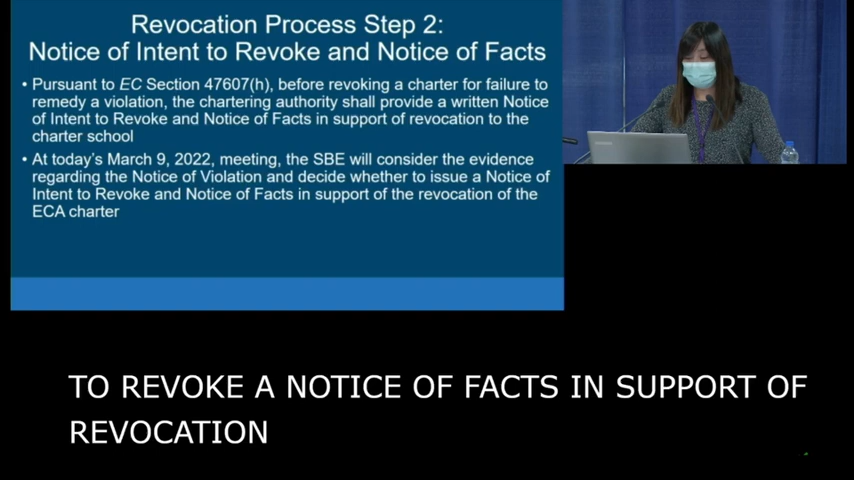 Revocation Process Step 2:
Notice of Intent to Revoke and Notice of Facts
• Pursuant to EC Section 47607(h), before revoking a charter for failure to
remedy a violation, the chartering authority shall provide a written Notice
of Intent to Revoke and Notice of Facts in support of revocation to the
charter school
• At today's March 9, 2022, meeting, the SBE will consider the evidence
regarding the Notice of Violation and decide whether to issue a Notice of
Intent to Revoke and Notice of Facts in support of the revocation of the
ECA charter
TO REVOKE A NOTICE OF FACTS IN SUPPORT OF
REVOCATION